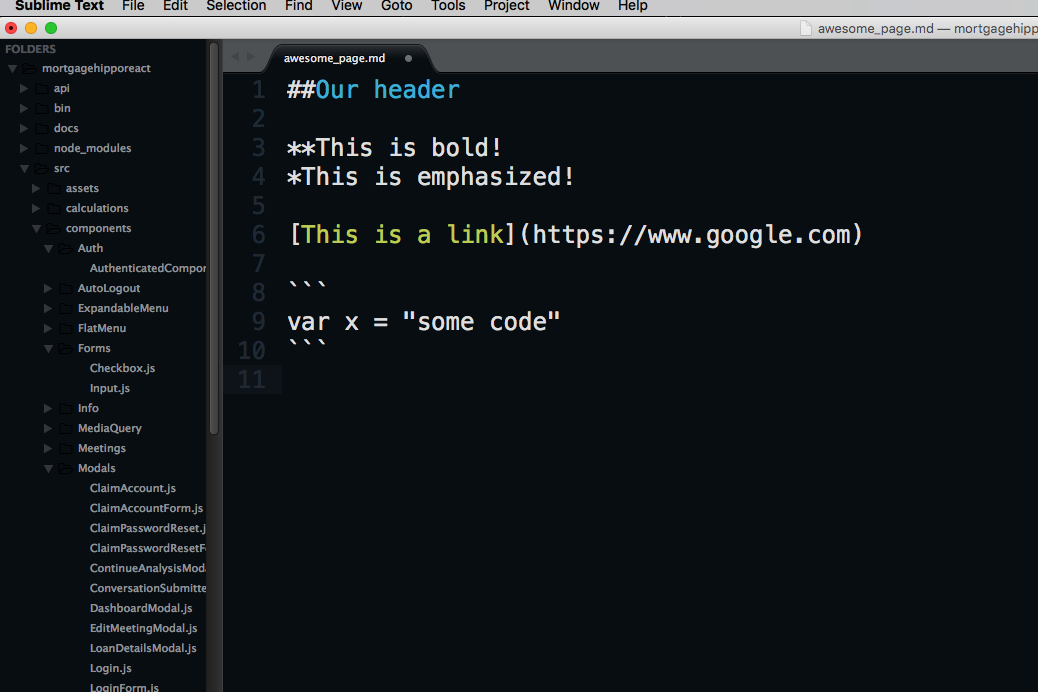 Sublime Text File Edit Selection Find View Goto Tools Project Window Help
awesome_page.md — mortgagehipp
FOLDERS
mortgagehipporeact
api
bin
docs
node_modules
src
assets
calculations
components
Auth
AuthenticatedCompor
AutoLogout
ExpandableMenu
FlatMenu
Forms
Checkbox.js
Input.js
Info
MediaQuery
Meetings
Modals
ClaimAccount.js
ClaimAccountForm.js
ClaimPasswordReset.j
ClaimPasswordResetF
ContinueAnalysisMod
ConversationSubmitte
DashboardModal.js
EditMeetingModal.js
LoanDetailsModal.js
Login.js
LoginForm.js
awesome_page.md
1 ##Our header
2
3 **This is bold!
4 *This is emphasized!
5
6 [This is a link](https://www.google.com)
7
8 ```
9 var x = "some code"
10 ```
11